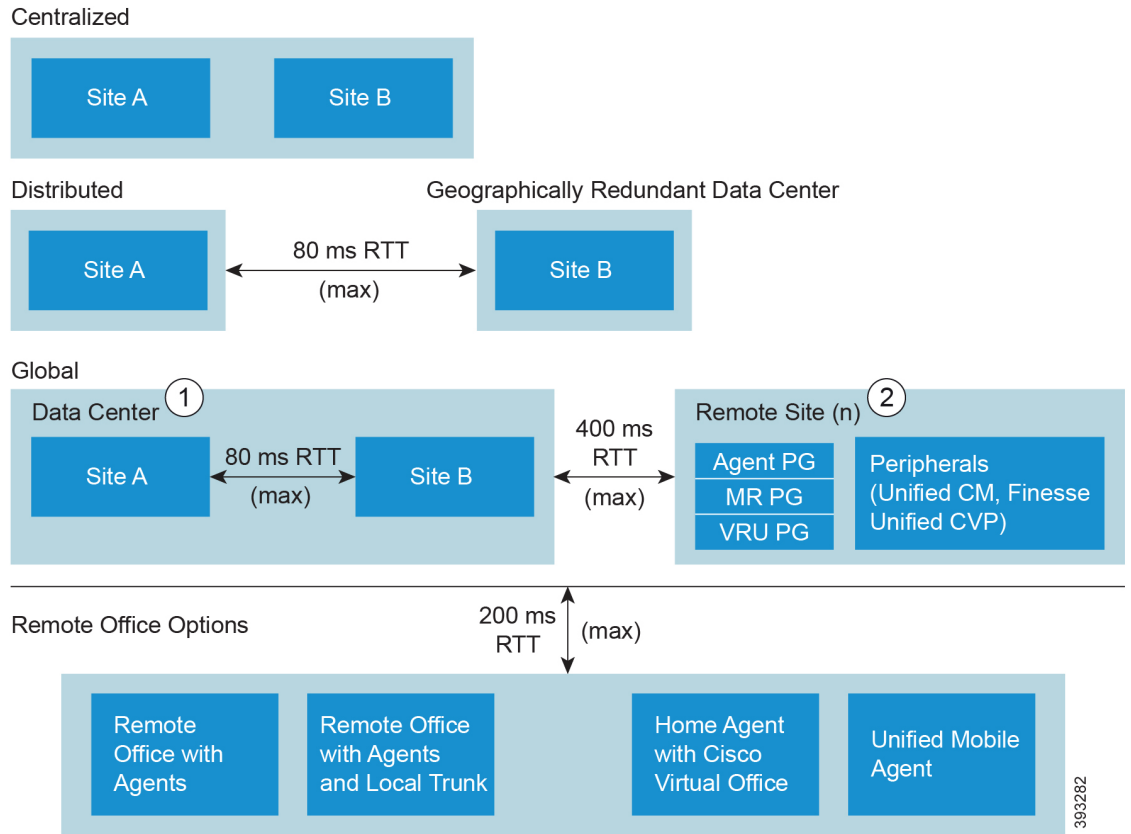 Centralized
Site A
Site B
Distributed
Geographically Redundant Data Center
Site A
80 ms RTT
(max)
Site B
Global
Data Center
1
Site A
80 ms RTT
(max)
Site B
400 ms
RTT
(max)
Remote Site (n)
2
Agent PG
MR PG
VRU PG
Peripherals
(Unified CM, Finesse
Unified CVP)
Remote Office Options
200 ms
RTT
(max)
Remote
Office with
Agents
Remote Office
with Agents
and Local Trunk
Home Agent
with Cisco
Virtual Office
Unified Mobile
Agent
393282